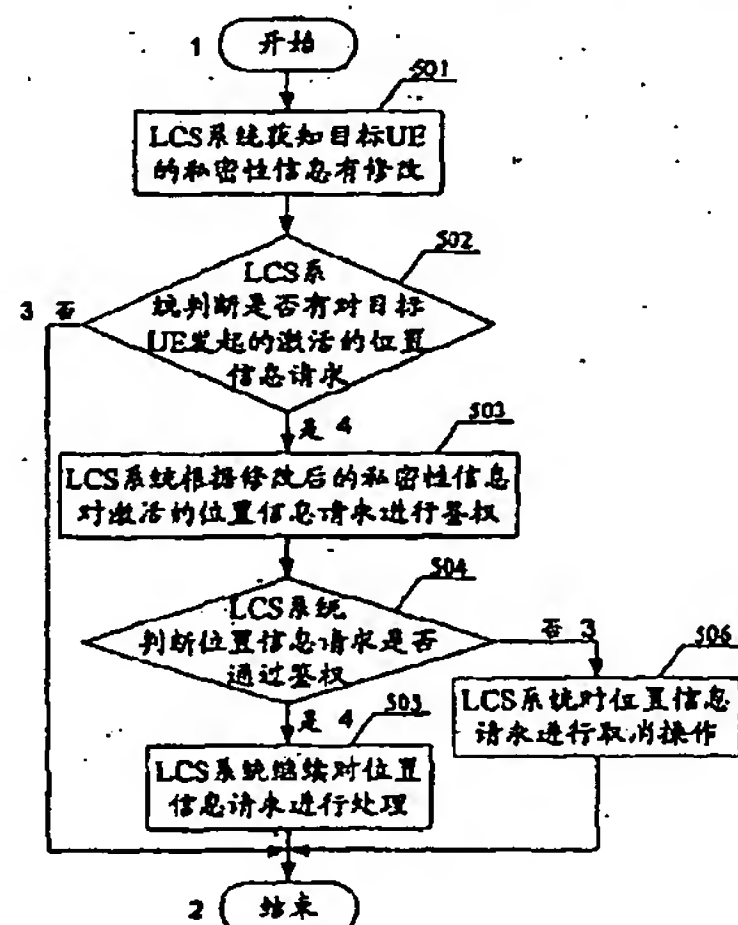 1 开始
501
LCS系统获知目标UE
的私密性信息有修改
502
LCS系
统判断是否有对目标
UE发起的激活的位置
信息请求
3 否
是 4
503
LCS系统根据修改后的私密性信息
对激活的位置信息请求进行鉴权
504
LCS系统
判断位置信息请求是否
通过鉴权
否 3
506
LCS系统对位置信息
请求进行取消操作
是 4
505
LCS系统继续对位置
信息请求进行处理
2 结束